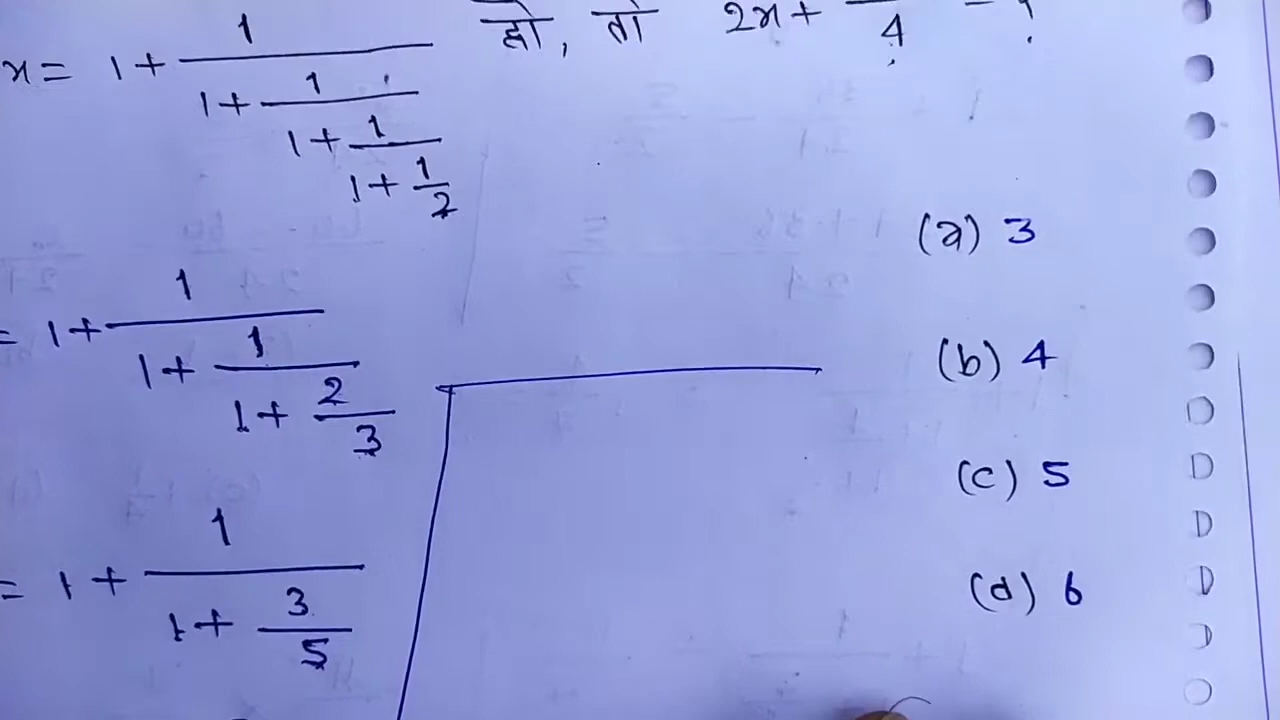 x = 1 + 1
हो, तो 2x + — 4 = ?
1 + 1
1 + 1
1 + 1/2
(a) 3
= 1 + 1
1 + 1
1 + 2/3
(b) 4
(c) 5
= 1 + 1
1 + 3/5
(d) 6